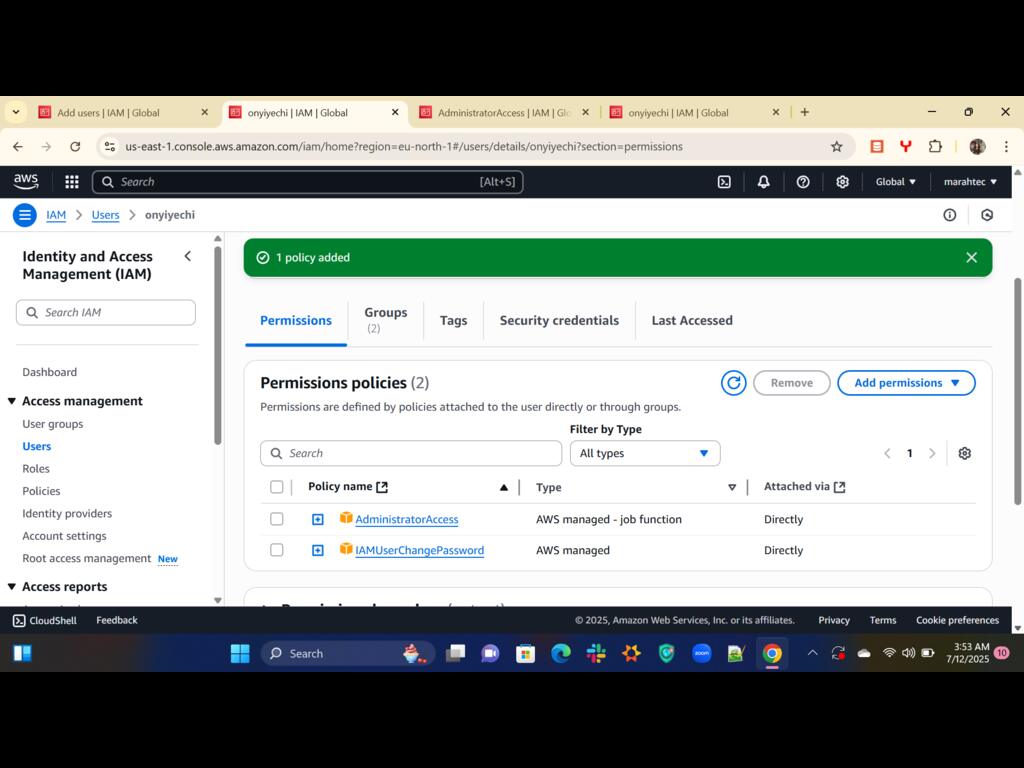 Add users | IAM | Global
onyiyechi | IAM | Global
AdministratorAccess | IAM | Glo
onyiyechi | IAM | Global
us-east-1.console.aws.amazon.com/iam/home?region=eu-north-1#/users/details/onyiyechi?section=permissions
aws
Search [Alt+S]
Global
marahtec
IAM > Users > onyiyechi
Identity and Access Management (IAM)
Search IAM
Dashboard
Access management
User groups
Users
Roles
Policies
Identity providers
Account settings
Root access management New
Access reports
1 policy added
Permissions
Groups (2)
Tags
Security credentials
Last Accessed
Permissions policies (2)
Remove
Add permissions
Permissions are defined by policies attached to the user directly or through groups.
Filter by Type
Search
All types
1
Policy name
Type
Attached via
AdministratorAccess AWS managed - job function Directly
IAMUserChangePassword AWS managed Directly
CloudShell Feedback © 2025, Amazon Web Services, Inc. or its affiliates. Privacy Terms Cookie preferences
Search
zoom
3:53 AM
7/12/2025
10